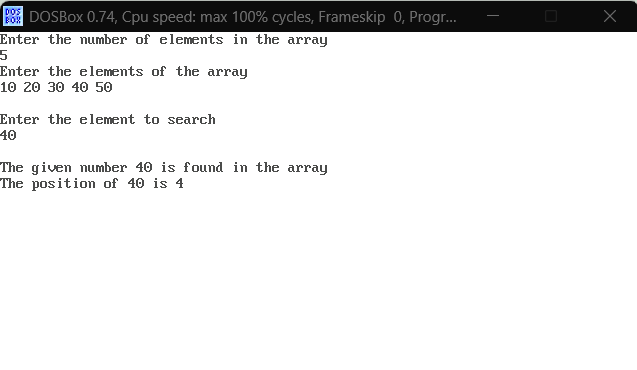 DOS
BOX
DOSBox 0.74, Cpu speed: max 100% cycles, Frameskip  0, Progr...
Enter the number of elements in the array
5
Enter the elements of the array
10 20 30 40 50
Enter the element to search
40
The given number 40 is found in the array
The position of 40 is 4